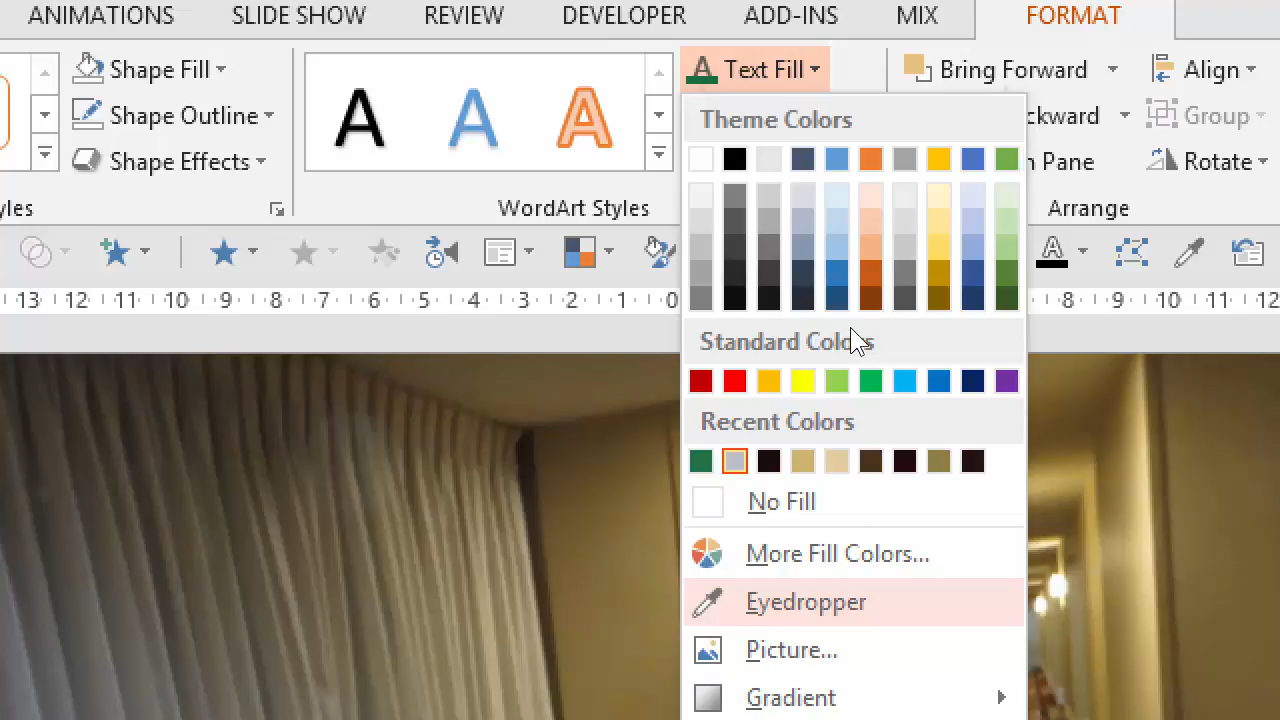 ANIMATIONS SLIDE SHOW REVIEW DEVELOPER ADD-INS MIX FORMAT
Shape Fill
Shape Outline
Shape Effects
yles
A A A
WordArt Styles
A Text Fill
Bring Forward
ckward
n Pane
Align
Group
Rotate
Arrange
A
13 12 11 10 9 8 7 6 5 4 3 2 1 0 8 9 10 11 12
Theme Colors
Standard Colors
Recent Colors
No Fill
More Fill Colors...
Eyedropper
Picture...
Gradient